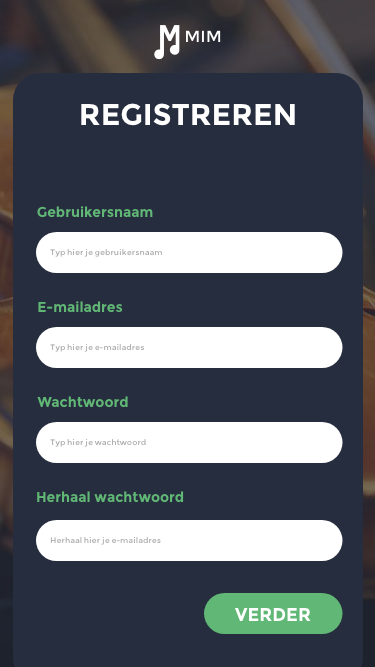 MIM
REGISTREREN
Gebruikersnaam
Typ hier je gebruikersnaam
E-mailadres
Typ hier je e-mailadres
Wachtwoord
Typ hier je wachtwoord
Herhaal wachtwoord
Herhaal hier je e-mailadres
VERDER